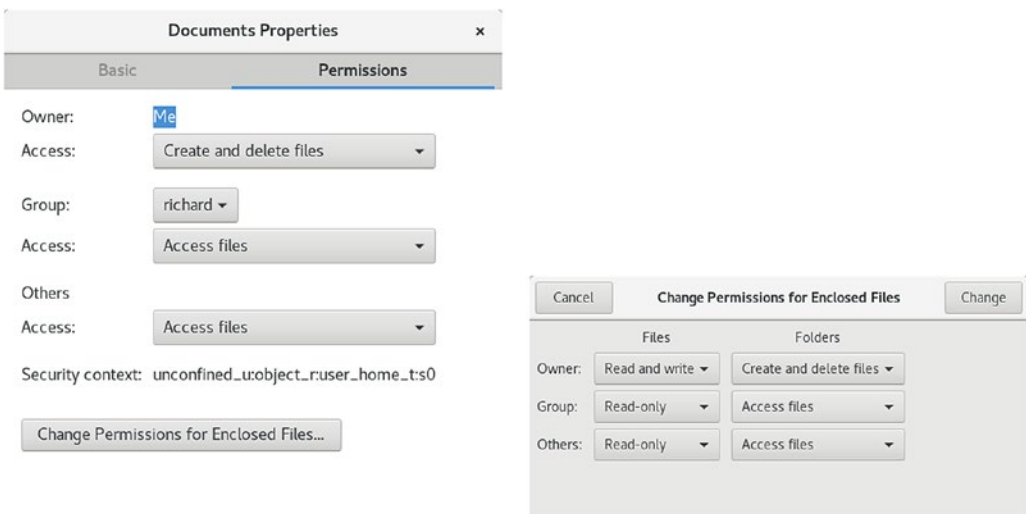 Documents Properties ×
Basic Permissions
Owner: Me
Access: Create and delete files
Group: richard
Access: Access files
Others
Access: Access files
Security context: unconfined_u:object_r:user_home_t:s0
Change Permissions for Enclosed Files...
Cancel Change Permissions for Enclosed Files Change
Files Folders
Owner: Read and write Create and delete files
Group: Read-only Access files
Others: Read-only Access files